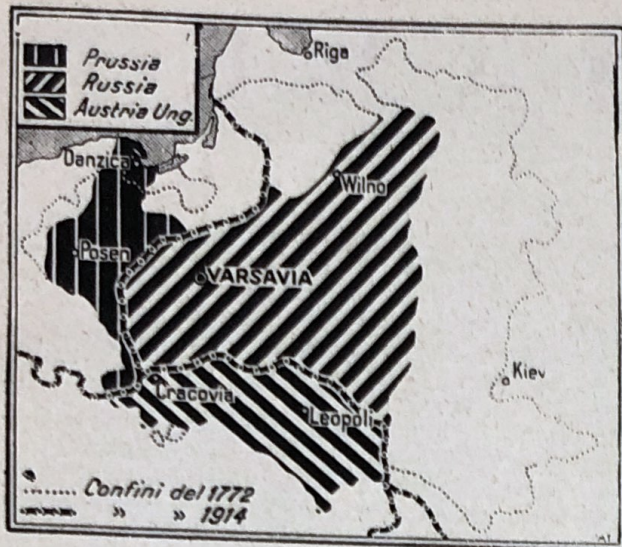 Prussia
Russia
Austria Ung.
Riga
Danzica
Wilno
Posen
VARSAVIA
Kiev
Cracovia
Leopoli
Confini del 1772
» » 1914